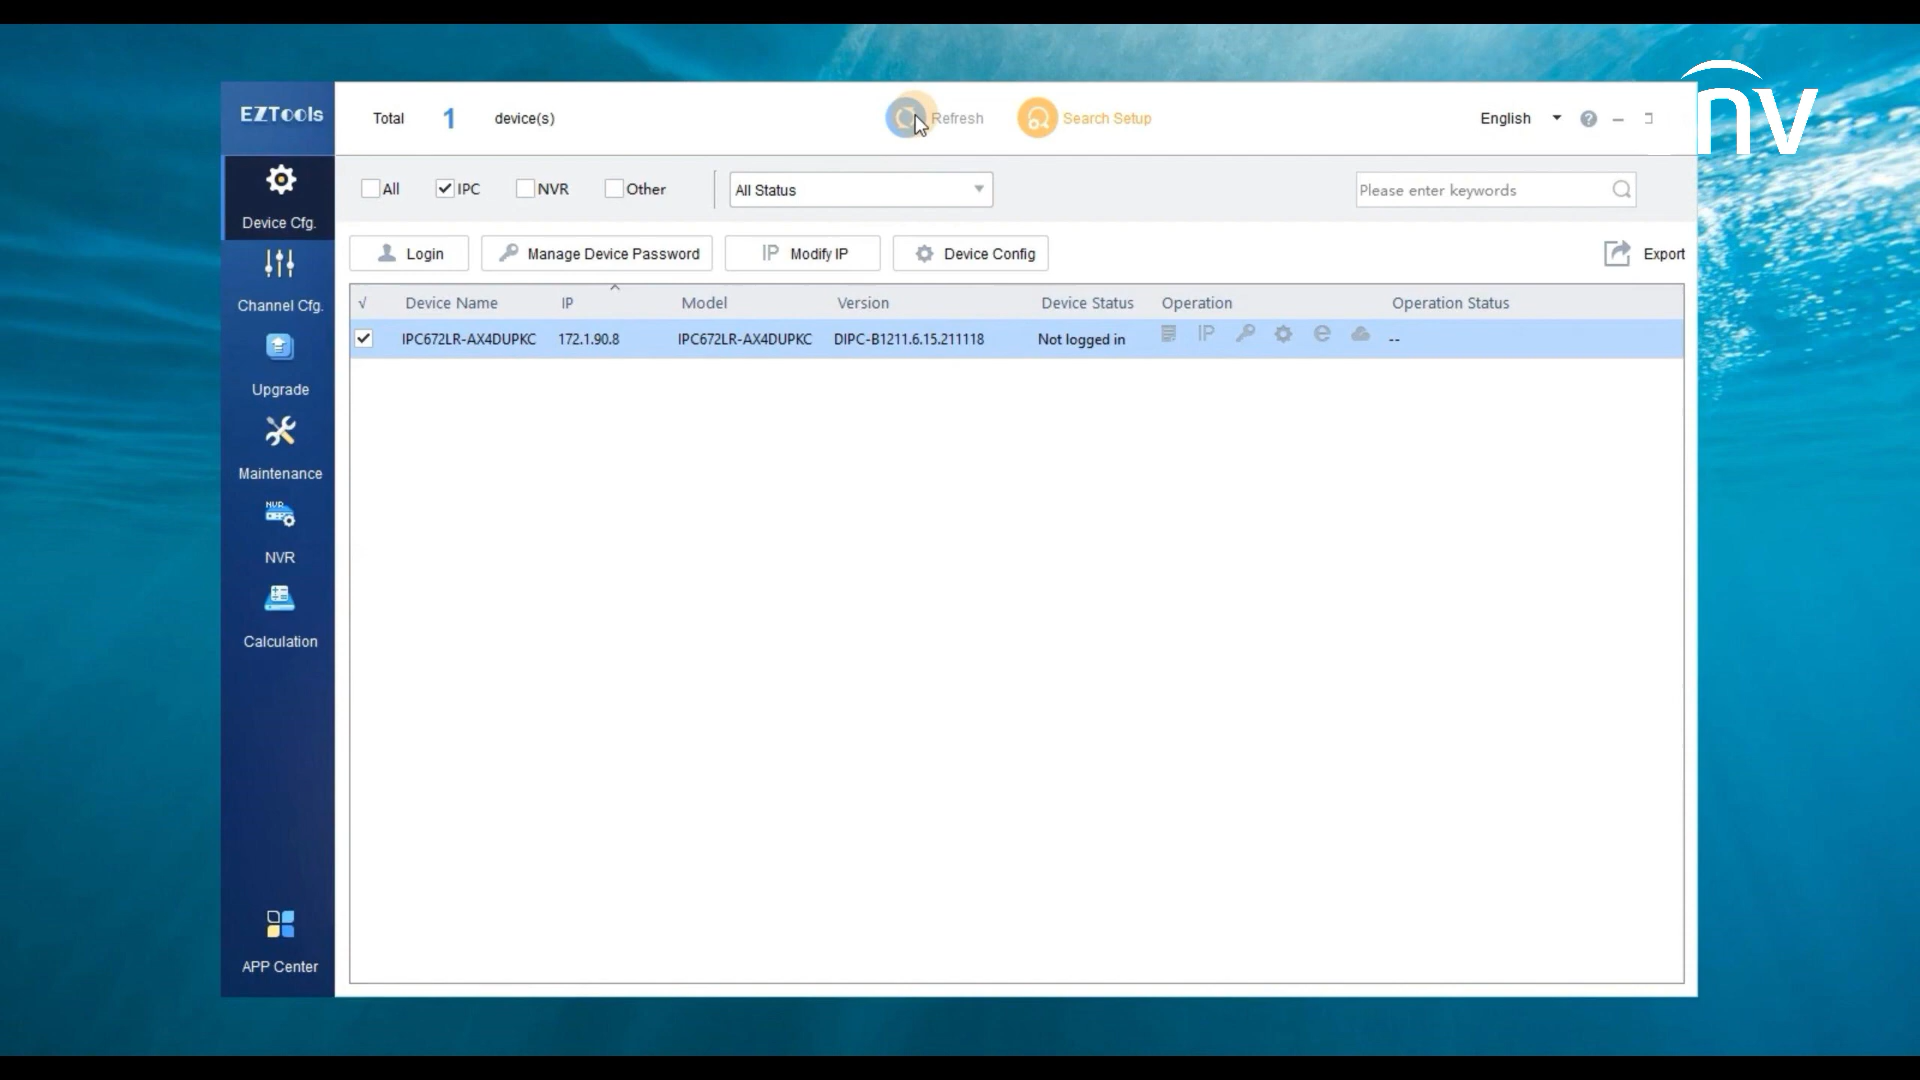 EZTools
Total 1 device(s)
Refresh
Search Setup
English
nv
Device Cfg.
All IPC NVR Other
All Status
Please enter keywords
Login
Manage Device Password
IP Modify IP
Device Config
Export
Channel Cfg.
√ Device Name IP Model Version Device Status Operation Operation Status
IPC672LR-AX4DUPKC 172.1.90.8 IPC672LR-AX4DUPKC DIPC-B1211.6.15.211118 Not logged in IP --
Upgrade
Maintenance
NVR
NVR
Calculation
APP Center